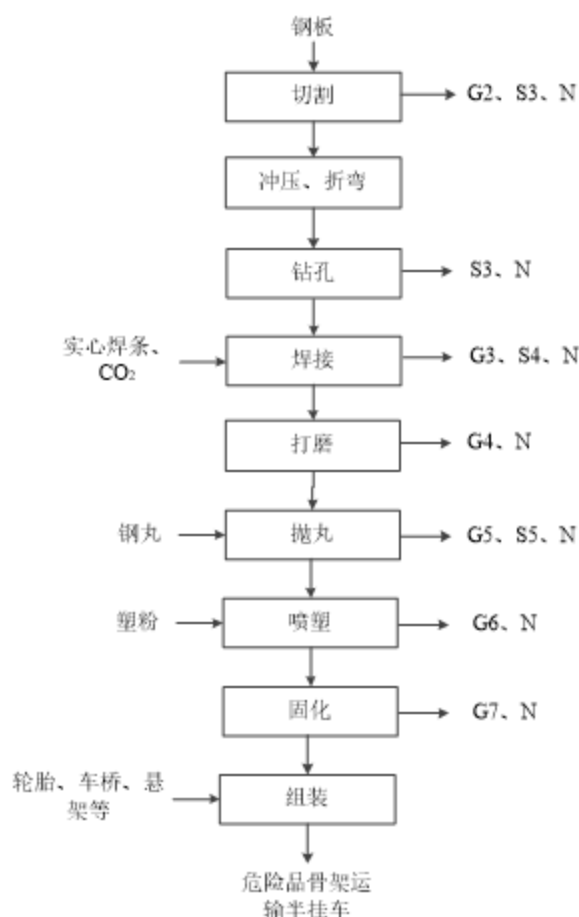 钢板
切割
G2、S3、N
冲压、折弯
钻孔
S3、N
实心焊条、
CO₂
焊接
G3、S4、N
打磨
G4、N
钢丸
抛丸
G5、S5、N
塑粉
喷塑
G6、N
固化
G7、N
轮胎、车桥、悬
架等
组装
危险品骨架运
输半挂车